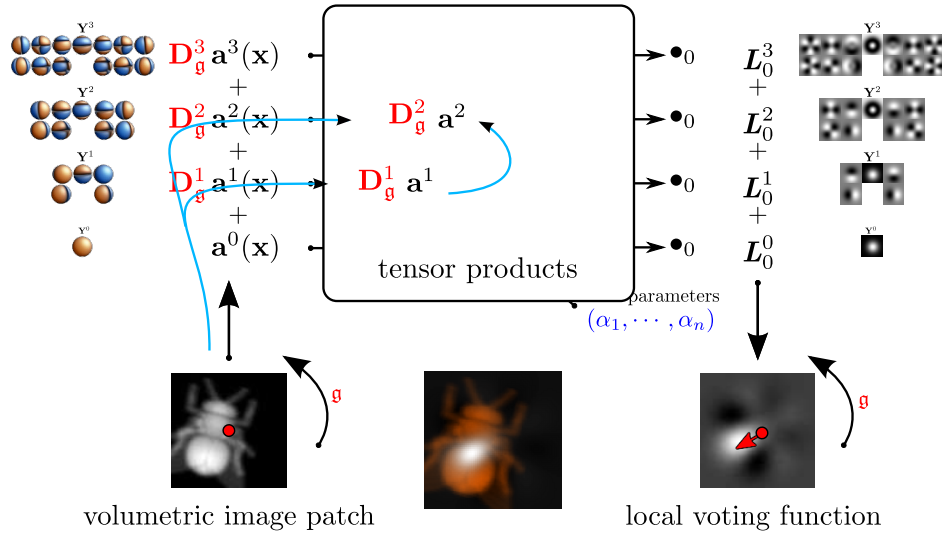 Y³
D³𝔤 a³(x)
●₀
L³₀
Y³
+
+
Y²
D²𝔤 a²(x)
D²𝔤 a²
●₀
L²₀
Y²
+
+
Y¹
D¹𝔤 a¹(x)
D¹𝔤 a¹
●₀
L¹₀
Y¹
+
+
Y⁰
a⁰(x)
●₀
L⁰₀
Y⁰
tensor products
parameters
(α₁, ⋯ , αₙ)
𝔤
𝔤
volumetric image patch
local voting function